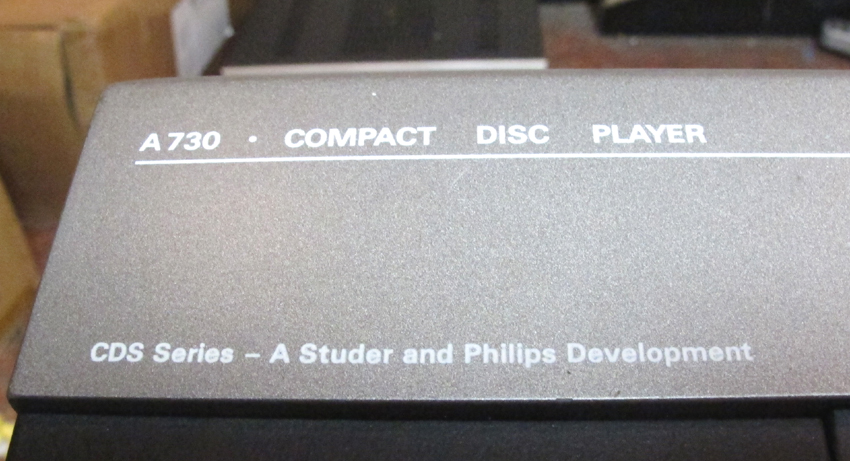 A730 • COMPACT DISC PLAYER
CDS Series – A Studer and Philips Development